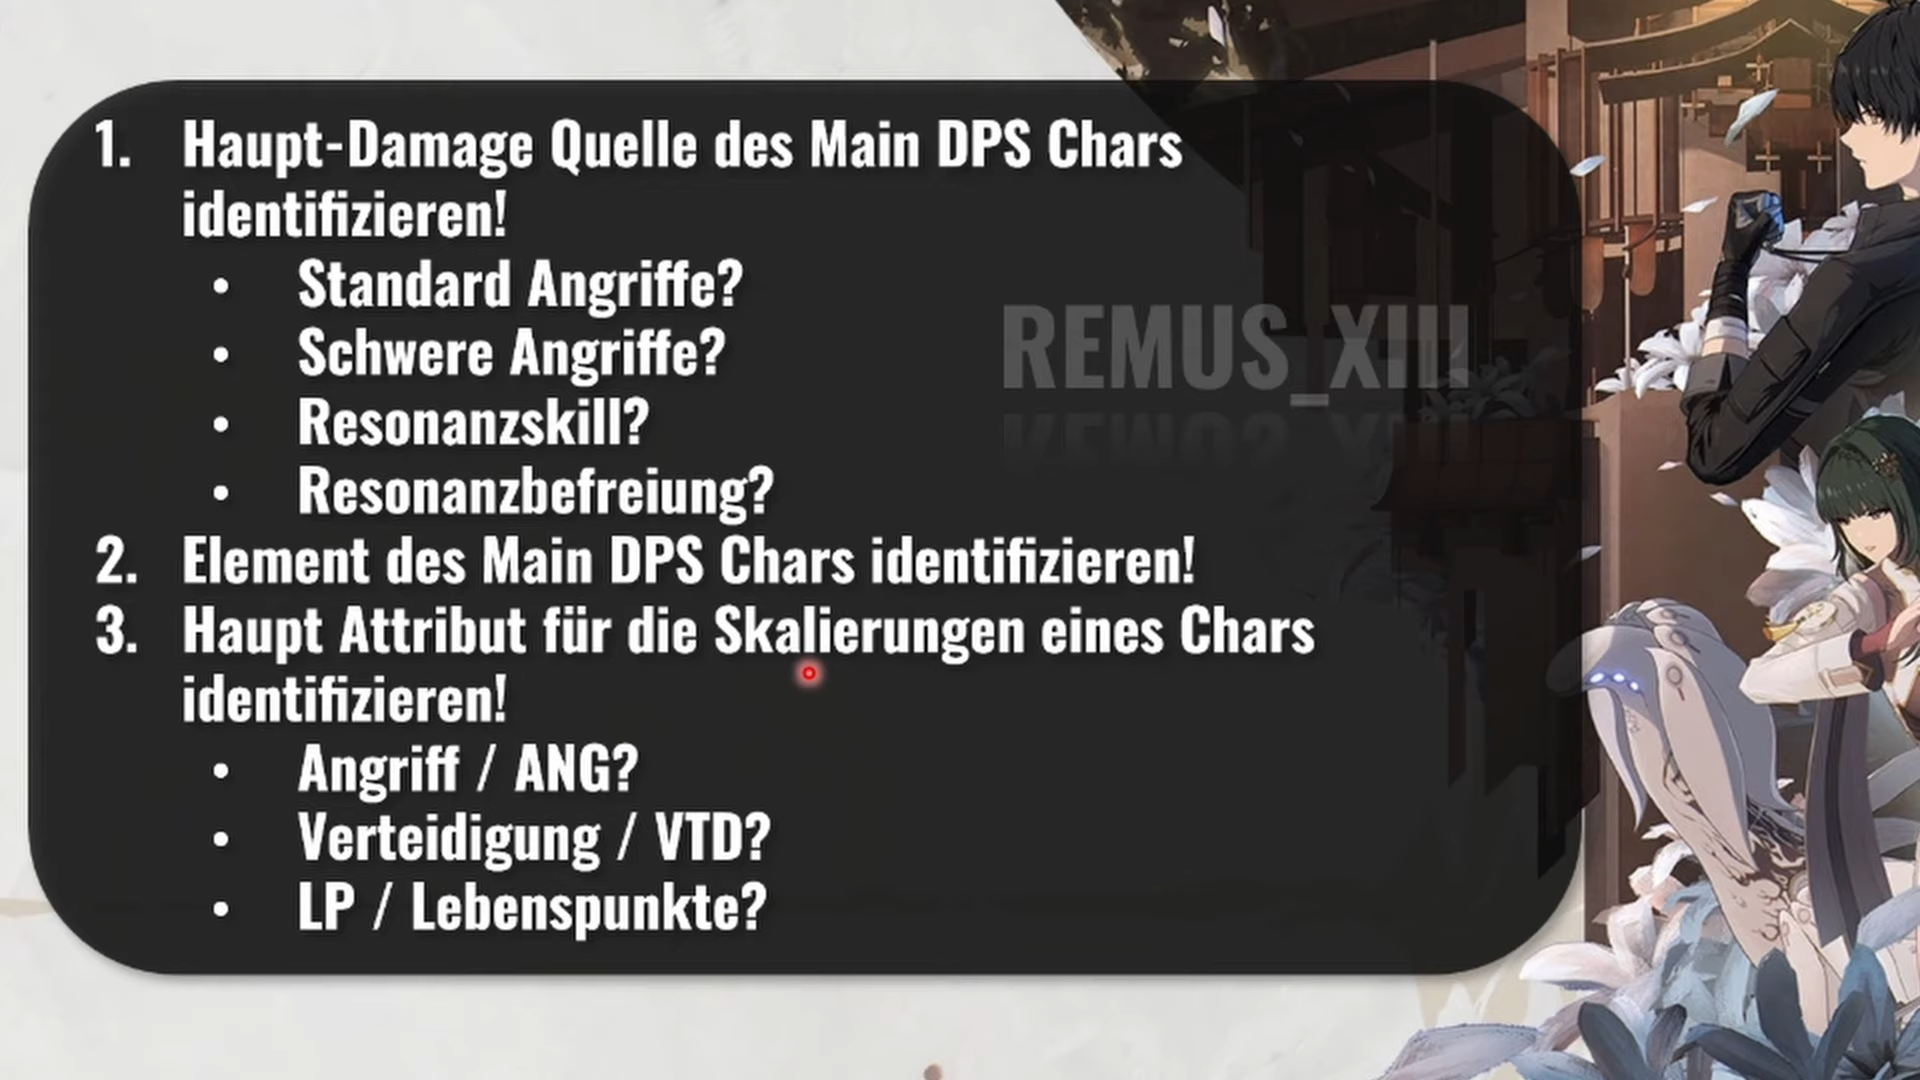 1. Haupt-Damage Quelle des Main DPS Chars
identifizieren!
• Standard Angriffe?
• Schwere Angriffe?
• Resonanzskill?
• Resonanzbefreiung?
2. Element des Main DPS Chars identifizieren!
3. Haupt Attribut für die Skalierungen eines Chars
identifizieren!
• Angriff / ANG?
• Verteidigung / VTD?
• LP / Lebenspunkte?
REMUS_XIII